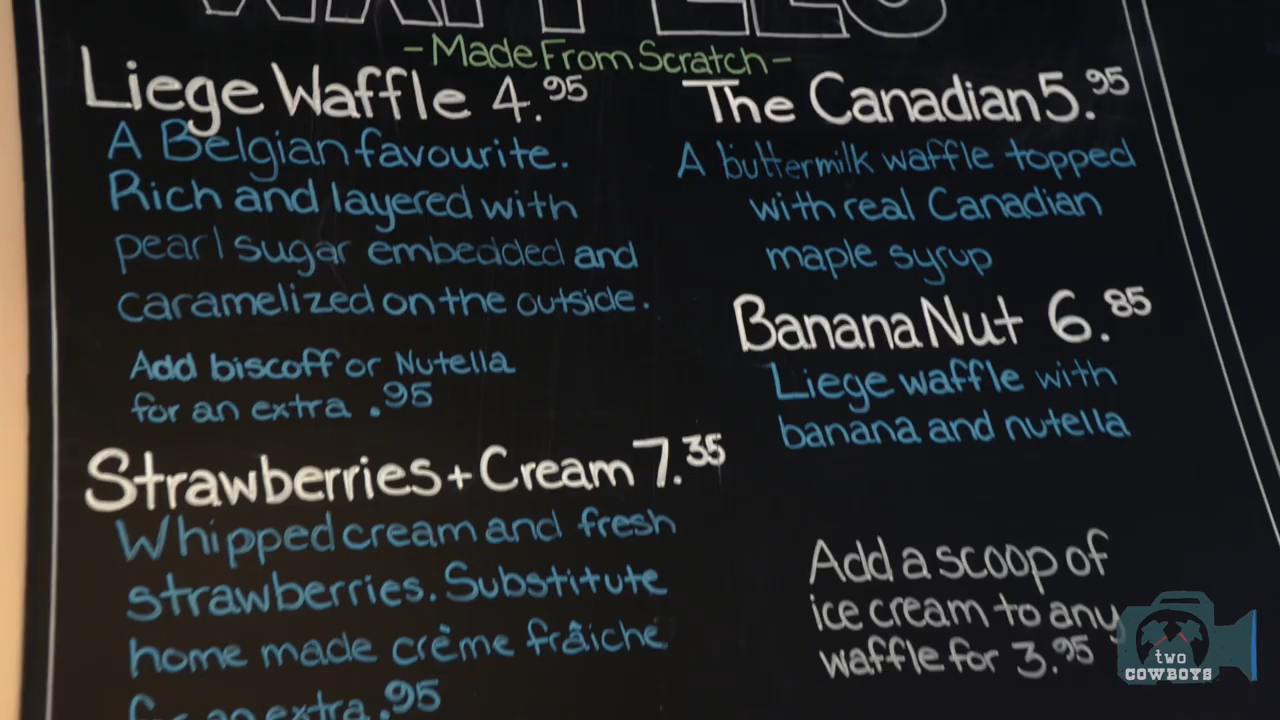 WAFFLES
-Made From Scratch-
Liege Waffle 4.95
A Belgian favourite.
Rich and layered with
pearl sugar embedded and
caramelized on the outside.
Add biscoff or Nutella
for an extra .95
Strawberries + Cream 7.35
Whipped cream and fresh
strawberries. Substitute
home made crème frâiche
for an extra .95
The Canadian 5.95
A buttermilk waffle topped
with real Canadian
maple syrup
Banana Nut 6.85
Liege waffle with
banana and nutella
Add a scoop of
ice cream to any
waffle for 3.95
two
COWBOYS